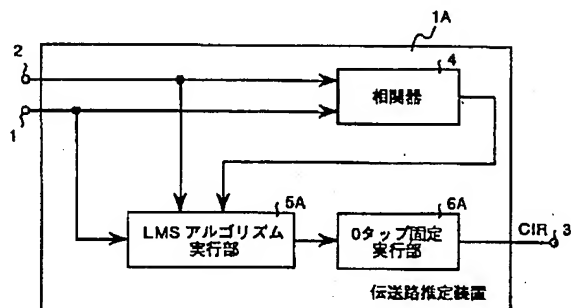 1A
2
4
相関器
1
5A
LMS アルゴリズム
実行部
6A
0タップ固定
実行部
CIR
3
伝送路推定装置